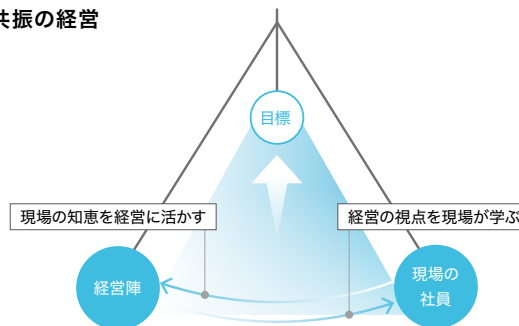 共振の経営
目標
現場の知恵を経営に活かす
経営の視点を現場が学ぶ
経営陣
現場の
社員